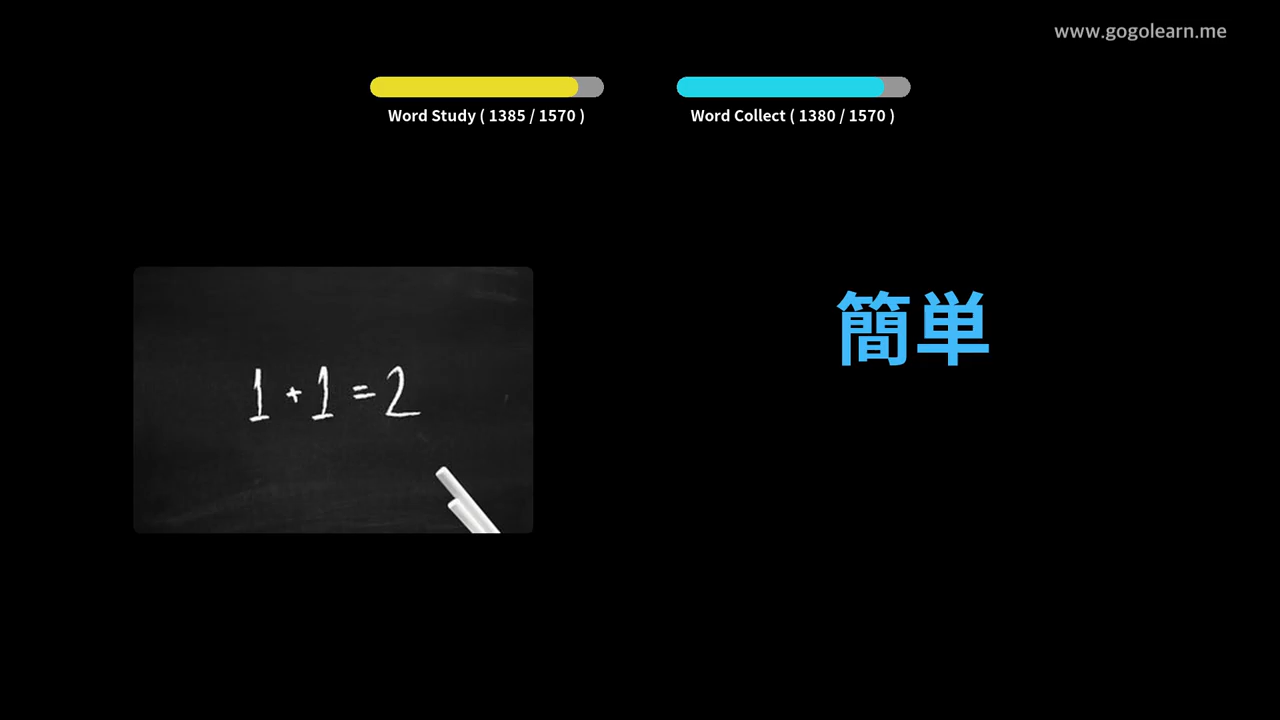 www.gogolearn.me
Word Study ( 1385 / 1570 )
Word Collect ( 1380 / 1570 )
簡単
1 + 1 = 2